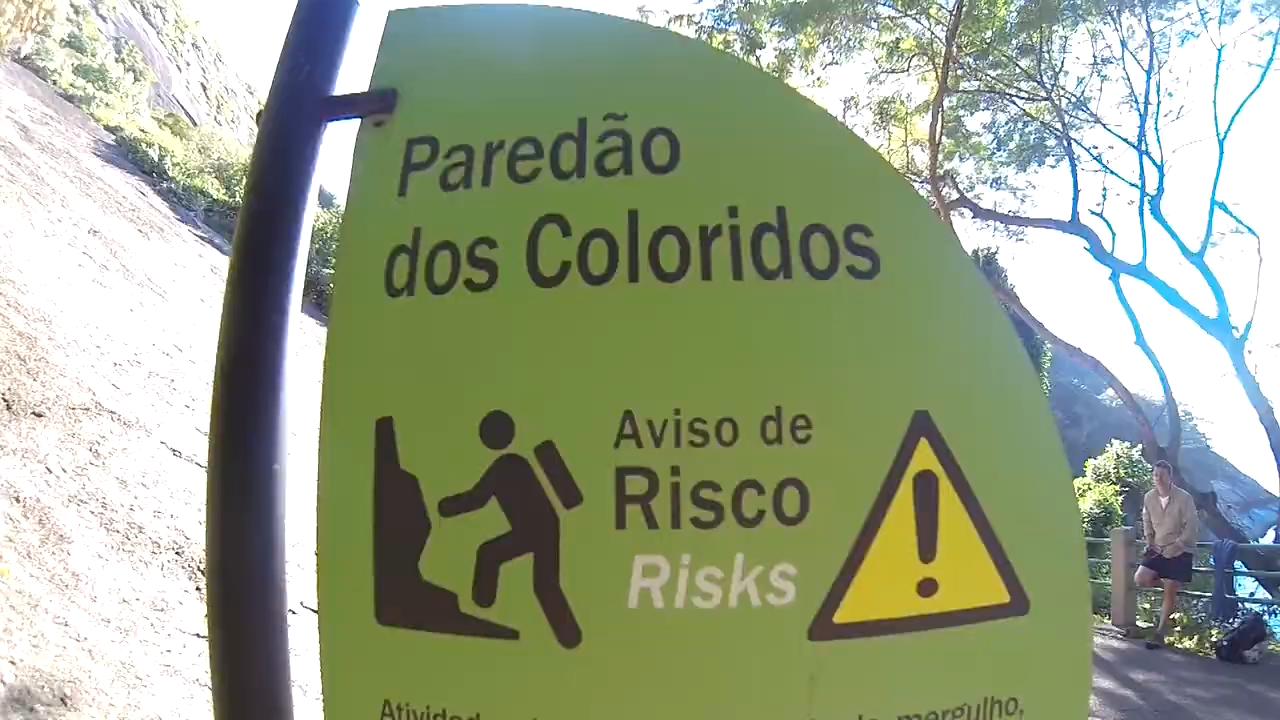 Paredão
dos Coloridos
Aviso de
Risco
Risks
mergulho,